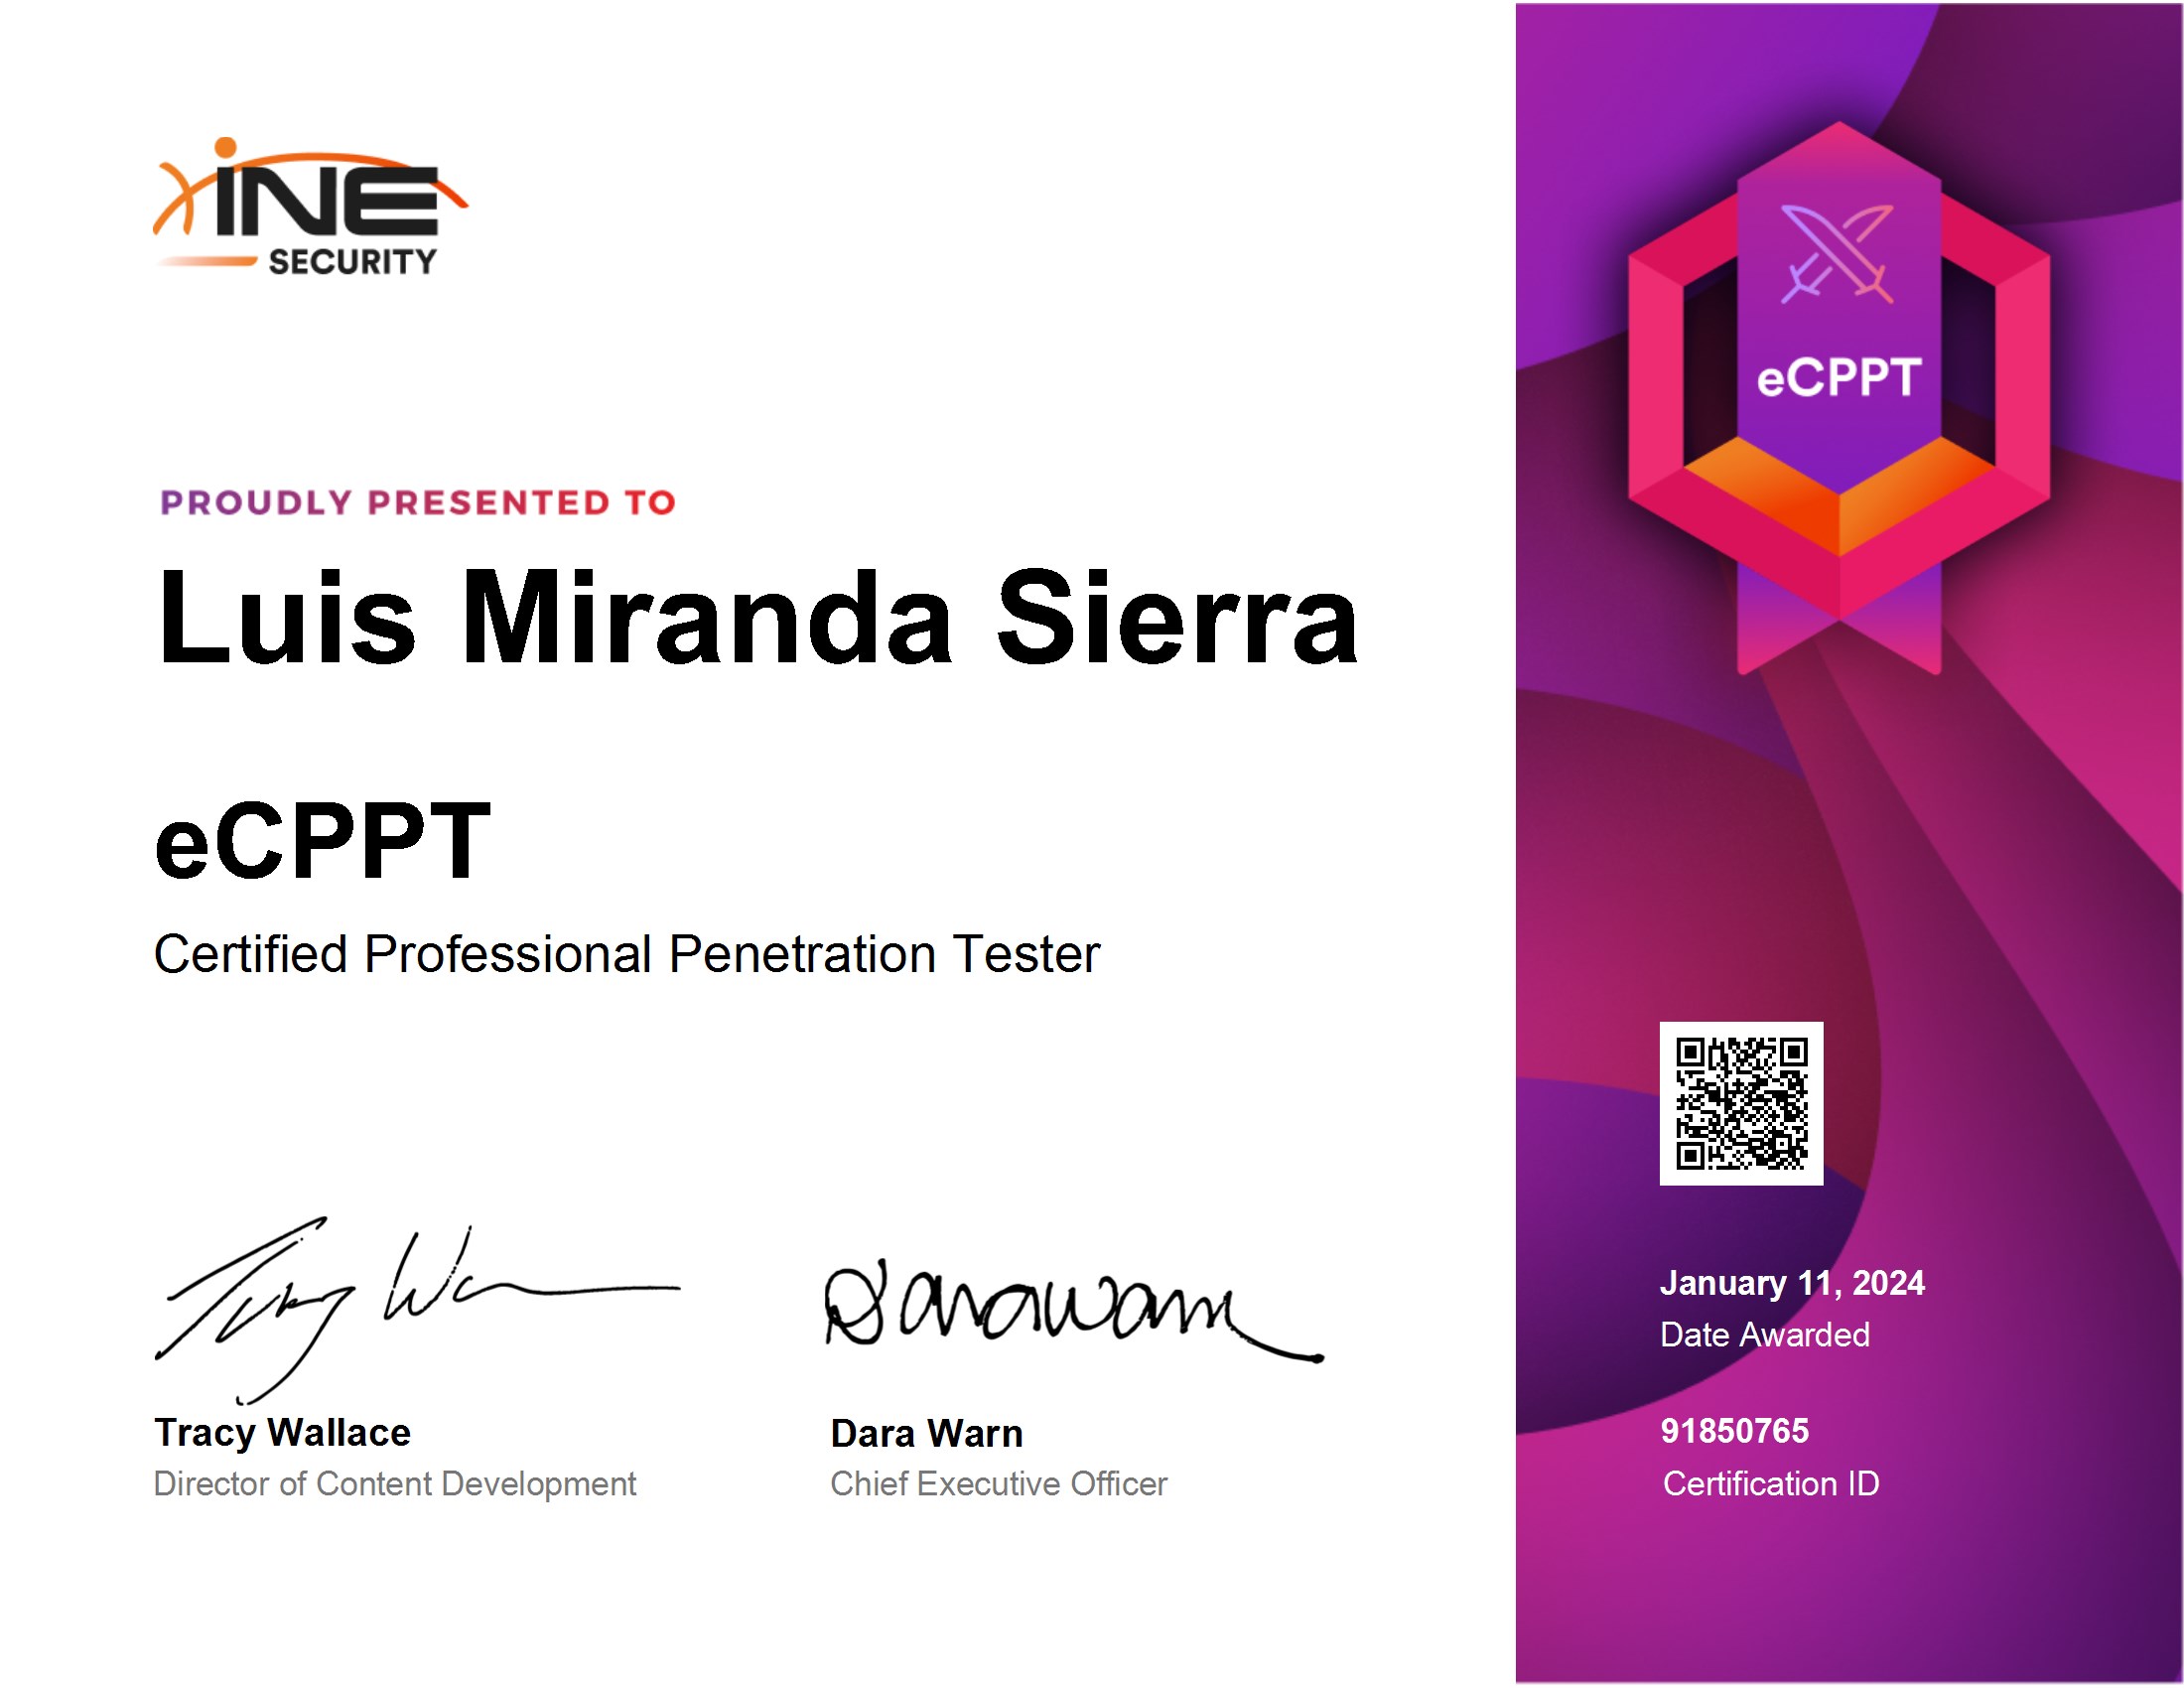 iNE
SECURITY
PROUDLY PRESENTED TO
Luis Miranda Sierra
eCPPT
Certified Professional Penetration Tester
Tracy Wallace
Director of Content Development
Dara Warn
Chief Executive Officer
eCPPT
January 11, 2024
Date Awarded
91850765
Certification ID